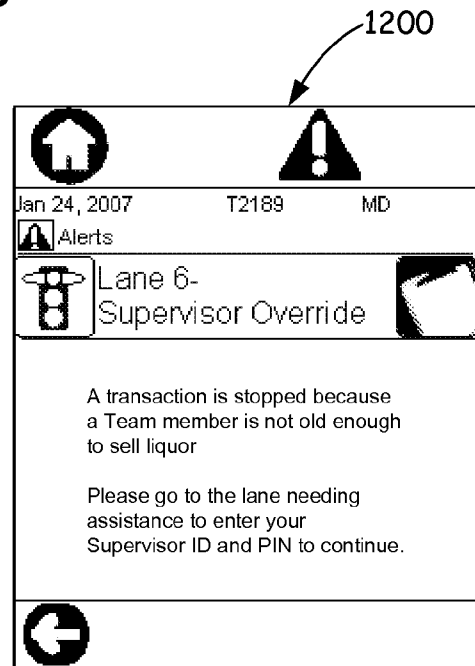 1200
Jan 24, 2007 T2189 MD
Alerts
Lane 6-
Supervisor Override
A transaction is stopped because
a Team member is not old enough
to sell liquor
Please go to the lane needing
assistance to enter your
Supervisor ID and PIN to continue.